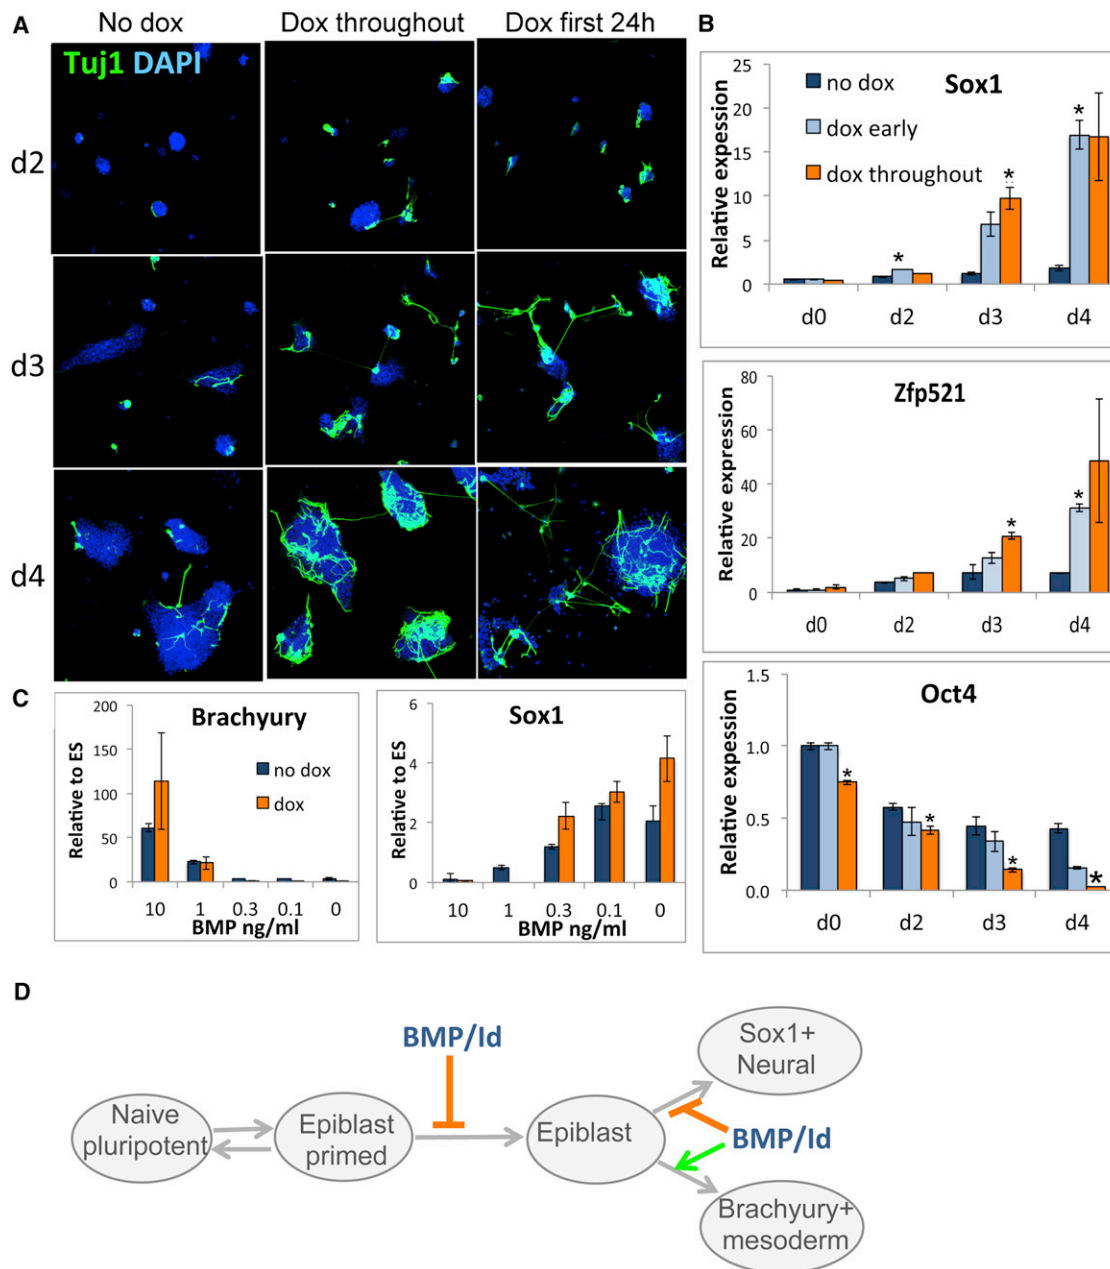 A
No dox
Dox throughout
Dox first 24h
Tuj1 DAPI
d2
d3
d4
B
Sox1
no dox
dox early
dox throughout
Relative expession
25
20
15
10
5
0
*
*
*
d0
d2
d3
d4
Zfp521
Relative expression
80
60
40
20
0
*
*
d0
d2
d3
d4
Oct4
Relative expession
1.5
1.0
0.5
0.0
*
*
*
*
d0
d2
d3
d4
C
Brachyury
no dox
dox
Relative to ES
200
150
100
50
0
10
1
0.3
0.1
0
BMP ng/ml
Sox1
Relative to ES
6
4
2
0
10
1
0.3
0.1
0
BMP ng/ml
D
BMP/Id
Naive
pluripotent
Epiblast
primed
Epiblast
Sox1+
Neural
BMP/Id
Brachyury+
mesoderm